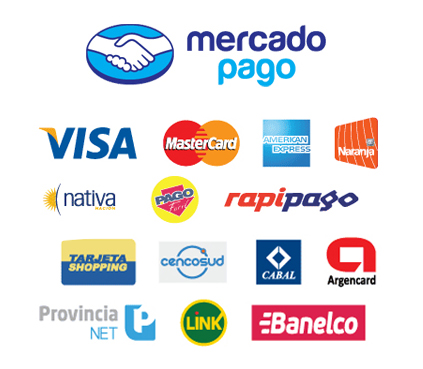 mercado
pago
VISA
MasterCard
AMERICAN
EXPRESS
Naranja
nativa
NACIÓN
PAGO
fácil
rapipago
TARJETA
SHOPPING
cencosud
CABAL
Argencard
Provincia
NET
LINK
Banelco